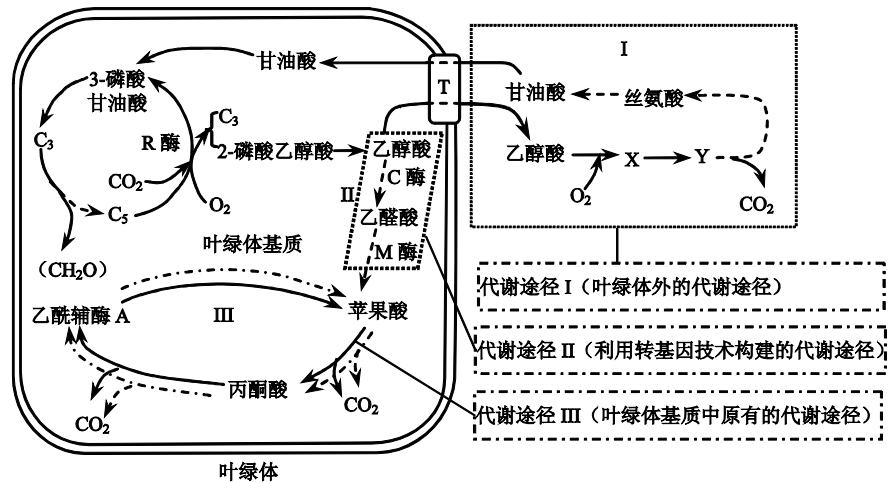 I
甘油酸
3-磷酸
甘油酸
T
甘油酸
丝氨酸
C₃
C₃
R 酶
2-磷酸乙醇酸
乙醇酸
乙醇酸
X
Y
C 酶
CO₂
O₂
O₂
CO₂
II
C₅
乙醛酸
叶绿体基质
M 酶
(CH₂O)
代谢途径 I(叶绿体外的代谢途径)
乙酰辅酶 A
III
苹果酸
代谢途径 II(利用转基因技术构建的代谢途径)
丙酮酸
CO₂
CO₂
代谢途径 III(叶绿体基质中原有的代谢途径)
叶绿体